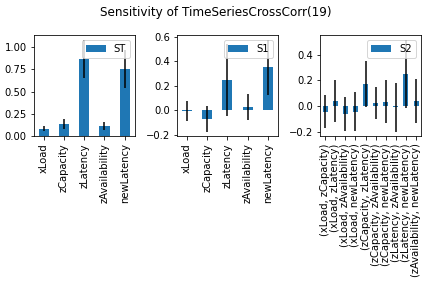 Sensitivity of TimeSeriesCrossCorr(19)
ST
1.00
0.75
0.50
0.25
0.00
xLoad
zCapacity
zLatency
zAvailability
newLatency
S1
0.6
0.4
0.2
0.0
−0.2
xLoad
zCapacity
zLatency
zAvailability
newLatency
S2
0.4
0.2
0.0
−0.2
(xLoad, zCapacity)
(xLoad, zLatency)
(xLoad, zAvailability)
(xLoad, newLatency)
(zCapacity, zLatency)
(zCapacity, zAvailability)
(zCapacity, newLatency)
(zLatency, zAvailability)
(zLatency, newLatency)
(zAvailability, newLatency)